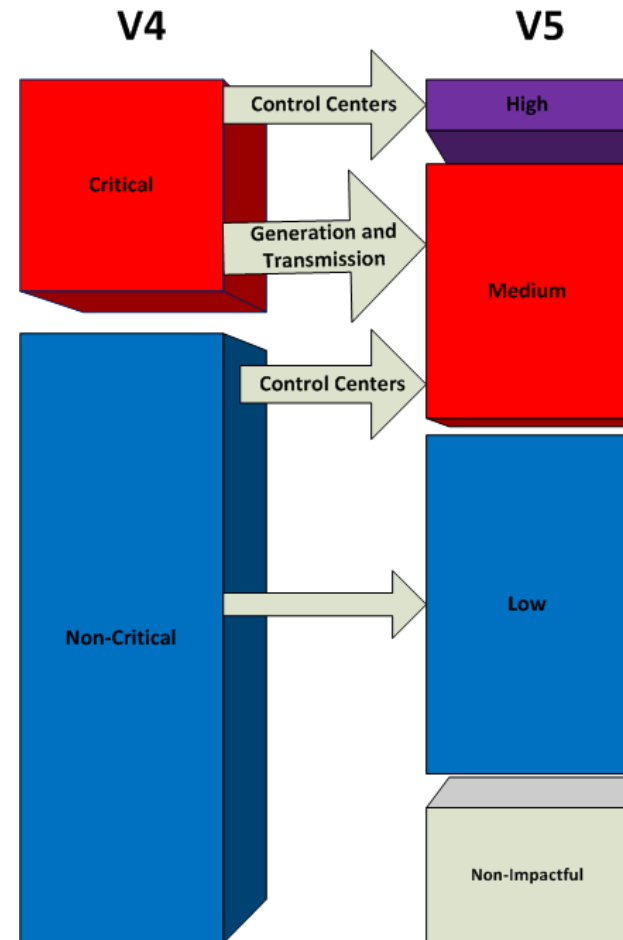 V4
V5
Control Centers
High
Critical
Generation and
Transmission
Medium
Control Centers
Non-Critical
Low
Non-Impactful